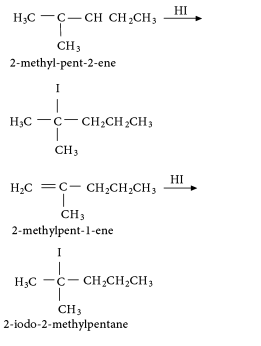 H₃C — C — CH CH₂CH₃ HI
CH₃
2-methyl-pent-2-ene
I
H₃C — C — CH₂CH₂CH₃
CH₃
H₂C = C — CH₂CH₂CH₃ HI
CH₃
2-methylpent-1-ene
I
H₃C — C — CH₂CH₂CH₃
CH₃
2-iodo-2-methylpentane